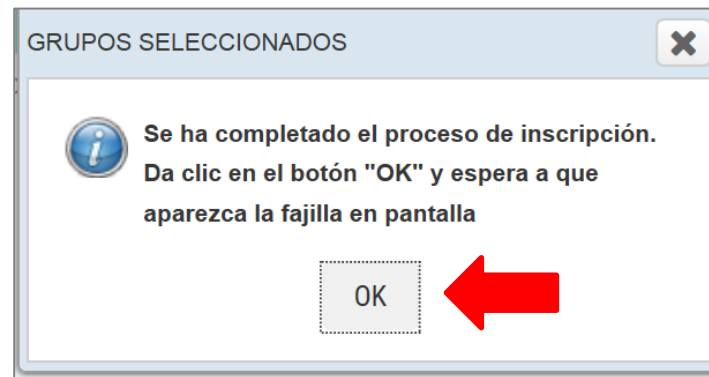 GRUPOS SELECCIONADOS
Se ha completado el proceso de inscripción.
Da clic en el botón "OK" y espera a que
aparezca la fajilla en pantalla
OK